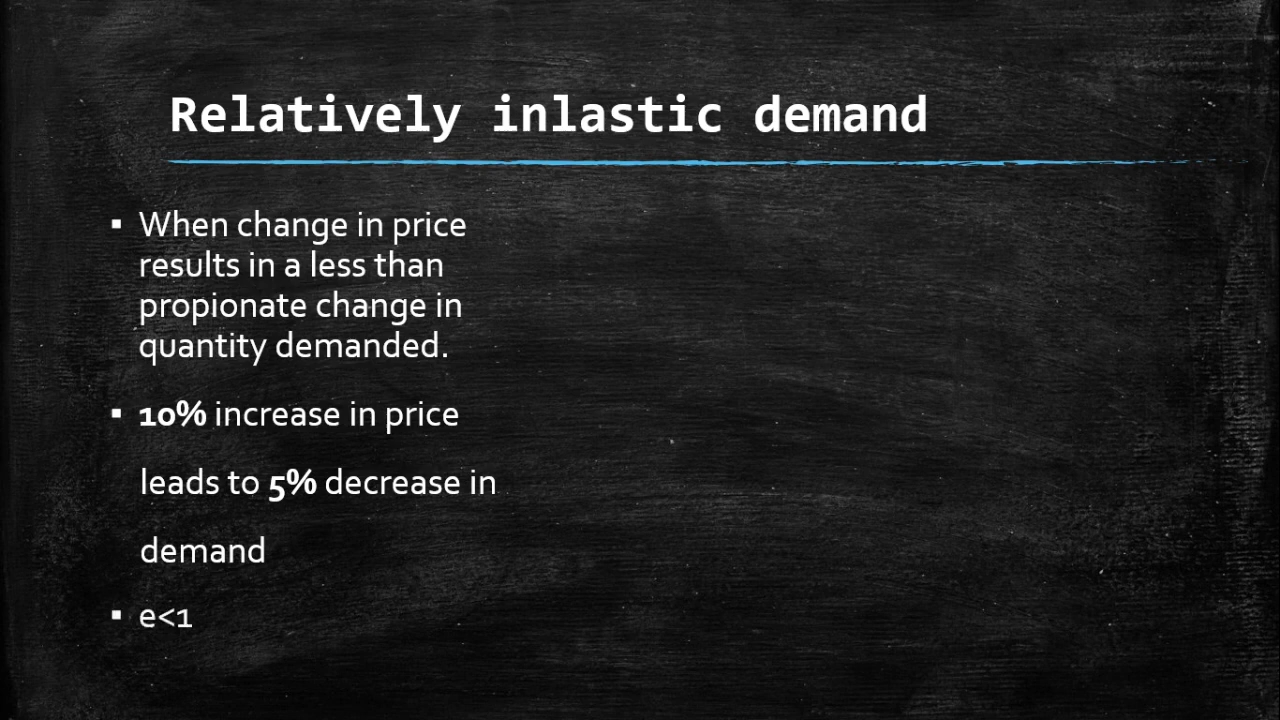 Relatively inlastic demand
▪ When change in price
results in a less than
propionate change in
quantity demanded.
▪ 10% increase in price
leads to 5% decrease in
demand
▪ e<1